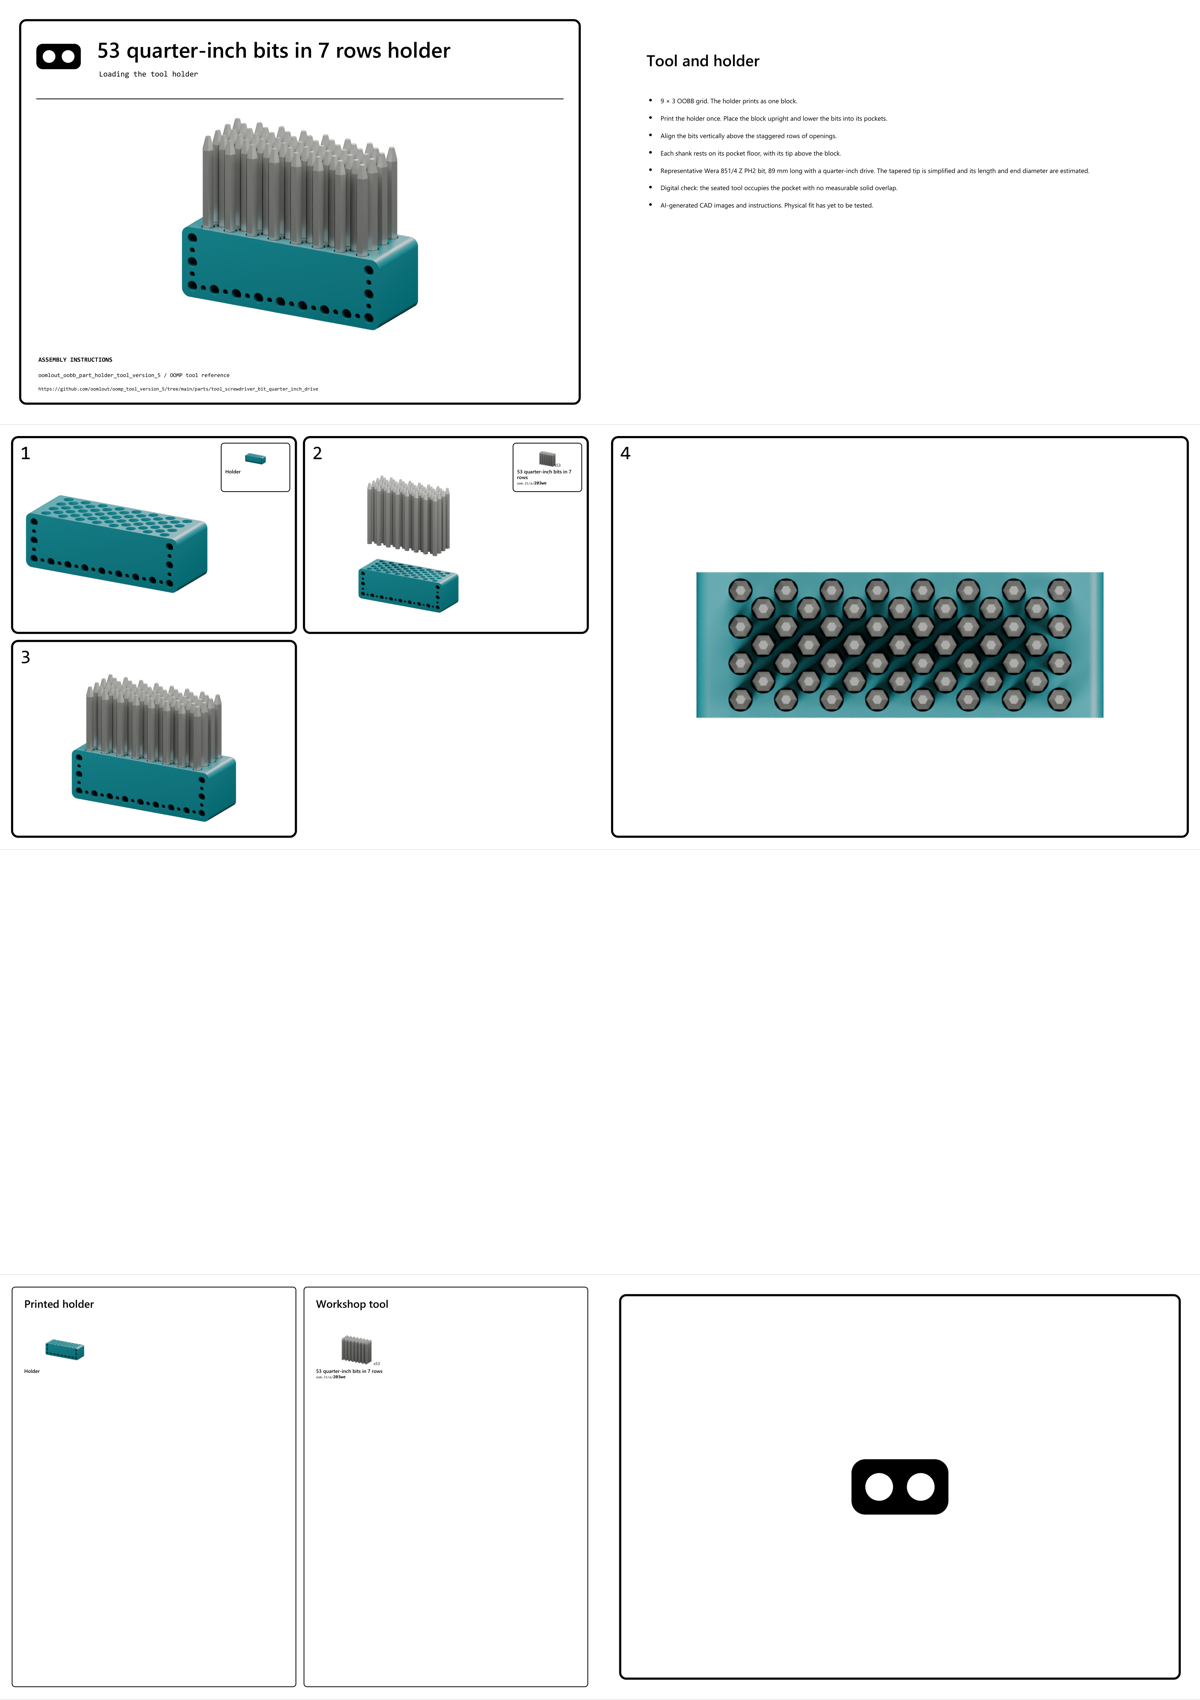 53 quarter-inch bits in 7 rows holder
Loading the tool holder
ASSEMBLY INSTRUCTIONS
oomlout_oobb_part_holder_tool_version_5 / OOMP tool reference
https://github.com/oomlout/oomp_tool_version_5/tree/main/parts/tool_screwdriver_bit_quarter_inch_drive
Tool and holder
• 9 × 3 OOBB grid. The holder prints as one block.
• Print the holder once. Place the block upright and lower the bits into its pockets.
• Align the bits vertically above the staggered rows of openings.
• Each shank rests on its pocket floor, with its tip above the block.
• Representative Wera 851/4 Z PH2 bit, 89 mm long with a quarter-inch drive. The tapered tip is simplified and its length and end diameter are estimated.
• Digital check: the seated tool occupies the pocket with no measurable solid overlap.
• AI-generated CAD images and instructions. Physical fit has yet to be tested.
1
Holder
2
x53
53 quarter-inch bits in 7
rows
3
4
Printed holder
Holder
Workshop tool
x53
53 quarter-inch bits in 7 rows